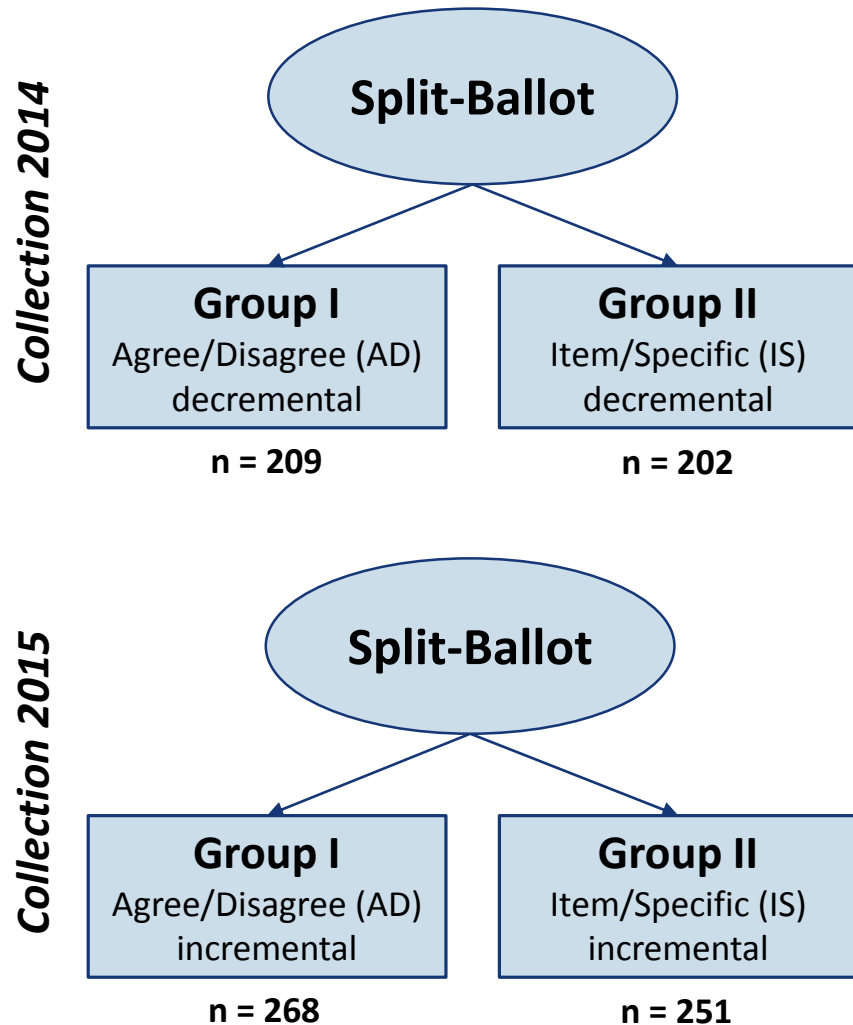 Collection 2014
Split-Ballot
Group I
Agree/Disagree (AD)
decremental
n = 209
Group II
Item/Specific (IS)
decremental
n = 202
Collection 2015
Split-Ballot
Group I
Agree/Disagree (AD)
incremental
n = 268
Group II
Item/Specific (IS)
incremental
n = 251